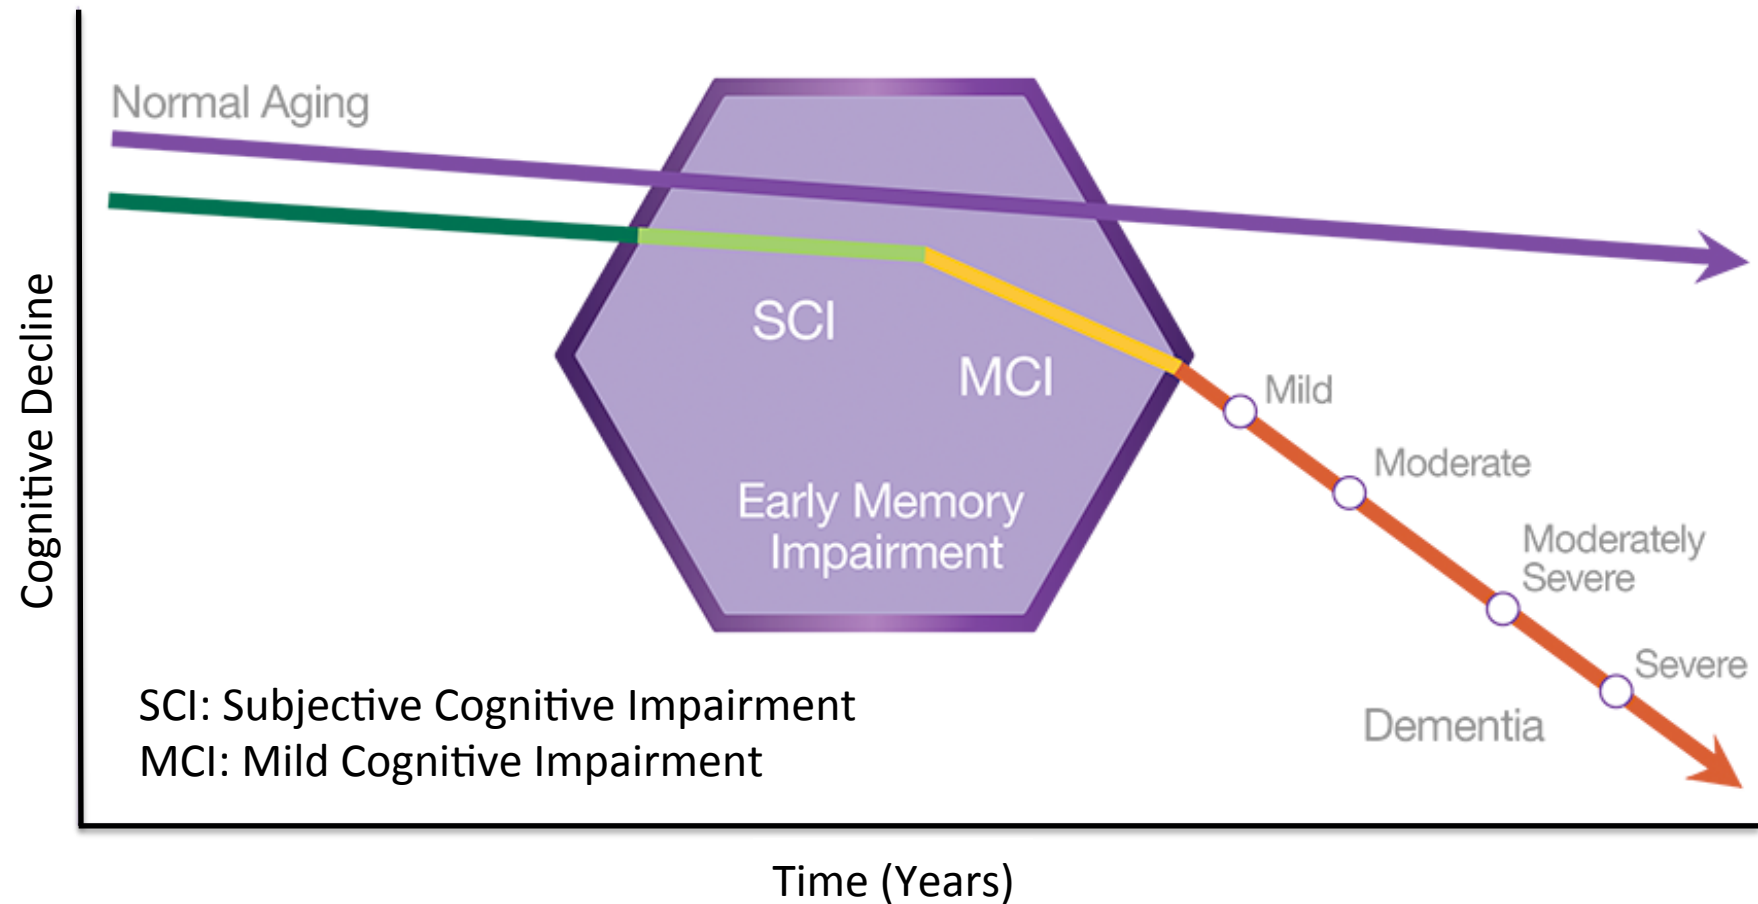 Normal Aging
Cognitive Decline
SCI
MCI
Early Memory
Impairment
Mild
Moderate
Moderately
Severe
Severe
Dementia
SCI: Subjective Cognitive Impairment
MCI: Mild Cognitive Impairment
Time (Years)